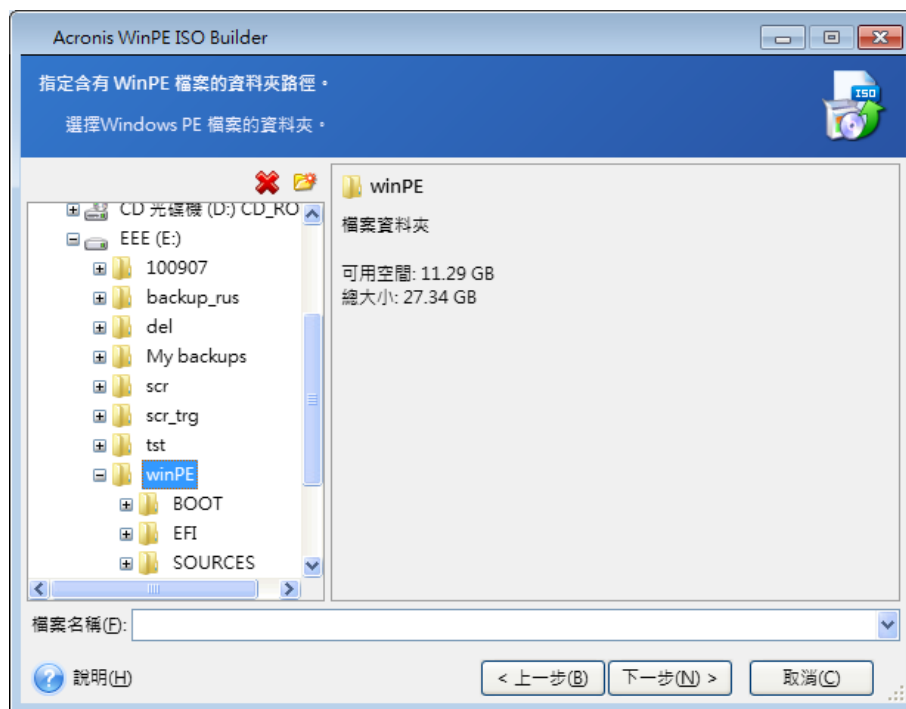 Acronis WinPE ISO Builder
指定含有 WinPE 檔案的資料夾路徑。
選擇Windows PE 檔案的資料夾。
ISO
CD 光碟機 (D:) CD_RO
EEE (E:)
100907
backup_rus
del
My backups
scr
scr_trg
tst
winPE
BOOT
EFI
SOURCES
winPE
檔案資料夾
可用空間: 11.29 GB
總大小: 27.34 GB
檔案名稱(F):
說明(H)
< 上一步(B)
下一步(N) >
取消(C)